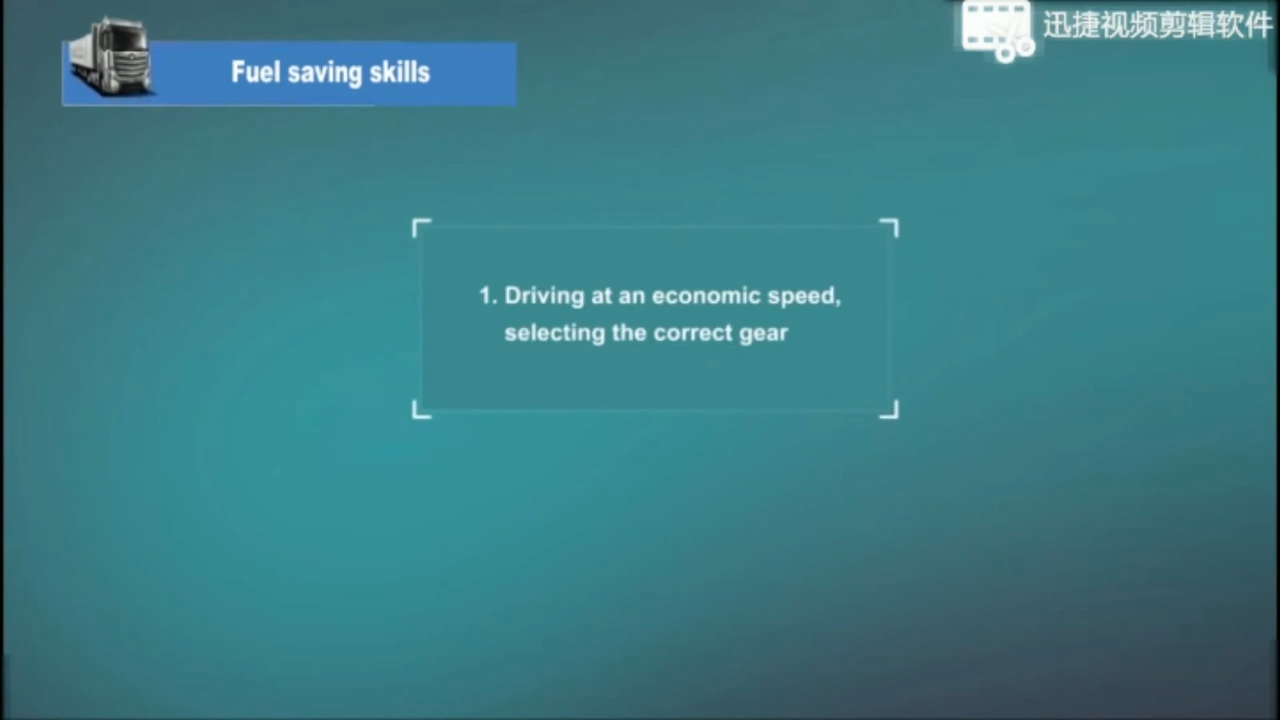 迅捷视频剪辑软件
Fuel saving skills
1. Driving at an economic speed,
selecting the correct gear